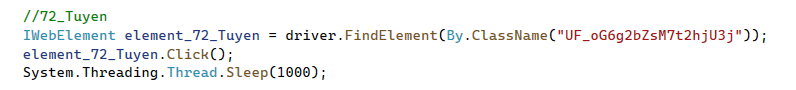 //72_Tuyen
IWebElement element_72_Tuyen = driver.FindElement(By.ClassName("UF_oG6g2bZsM7t2hjU3j"));
element_72_Tuyen.Click();
System.Threading.Thread.Sleep(1000);